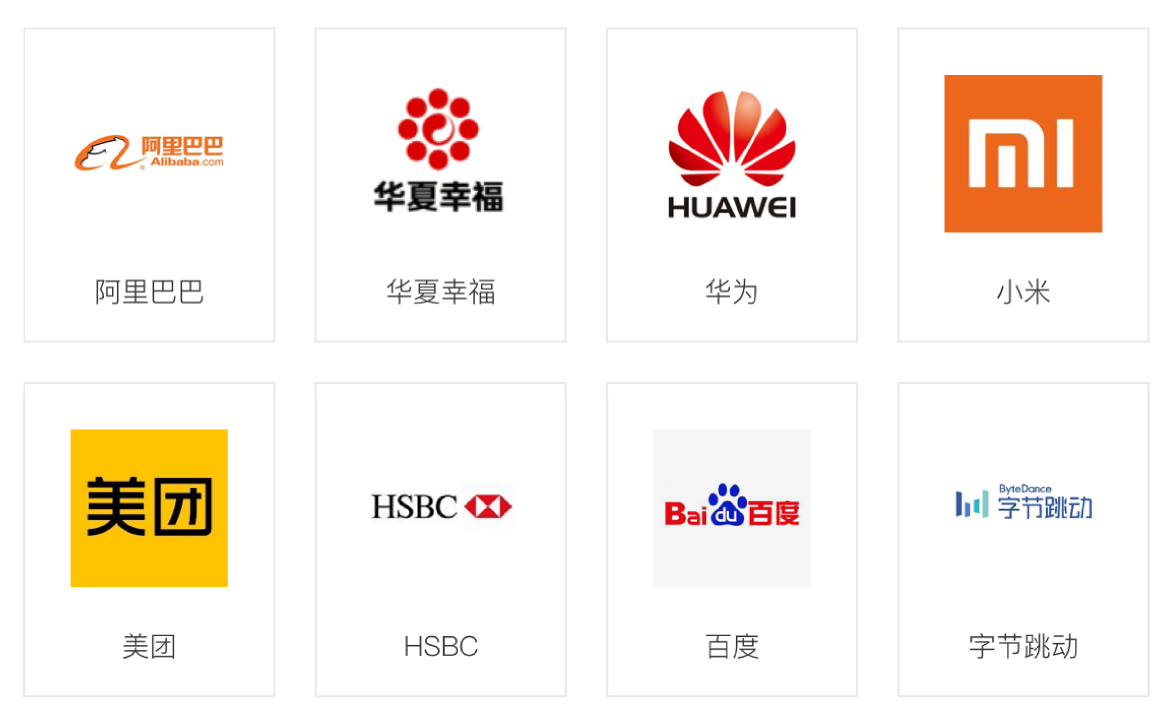 阿里巴巴
Alibaba.com
华夏幸福
HUAWEI
mi
阿里巴巴
华夏幸福
华为
小米
美团
HSBC
Bai du 百度
ByteDance
字节跳动
美团
HSBC
百度
字节跳动